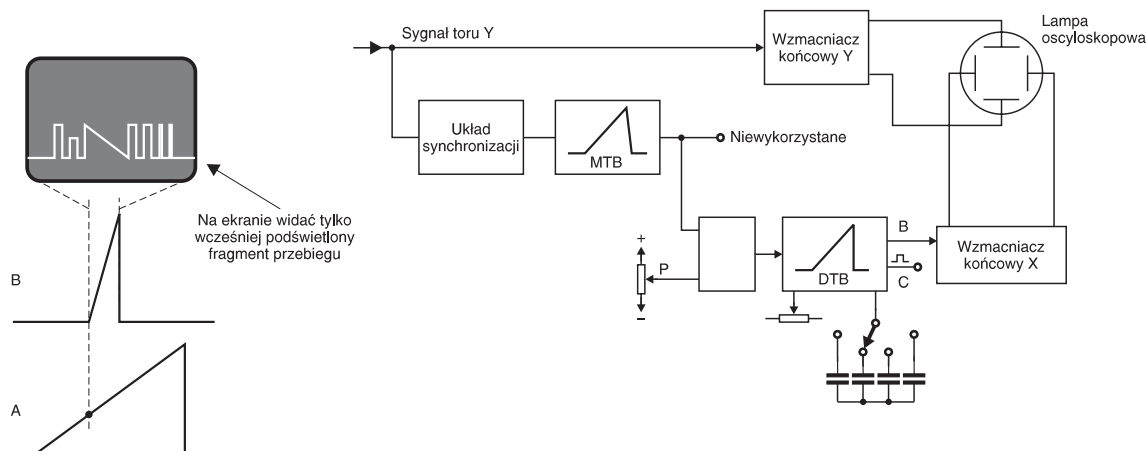 Na ekranie widać tylko
wcześniej podświetlony
fragment przebiegu
B
A
Sygnał toru Y
Wzmacniacz
końcowy Y
Lampa
oscyloskopowa
Układ
synchronizacji
MTB
Niewykorzystane
+
P
–
DTB
B
C
Wzmacniacz
końcowy X